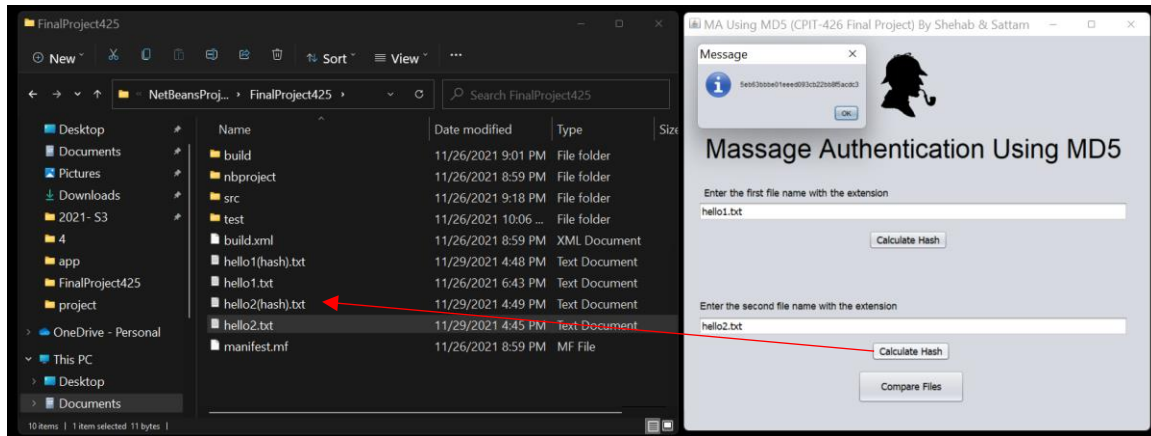 FinalProject425
New
Sort
View
...
NetBeansProj...
FinalProject425
Search FinalProject425
Desktop
Documents
Pictures
Downloads
2021- S3
4
app
FinalProject425
project
OneDrive - Personal
This PC
Desktop
Documents
Name Date modified Type Size
build 11/26/2021 9:01 PM File folder
nbproject 11/26/2021 8:59 PM File folder
src 11/26/2021 9:18 PM File folder
test 11/26/2021 10:06 ... File folder
build.xml 11/26/2021 8:59 PM XML Document
hello1(hash).txt 11/29/2021 4:48 PM Text Document
hello1.txt 11/26/2021 6:43 PM Text Document
hello2(hash).txt 11/29/2021 4:49 PM Text Document
hello2.txt 11/29/2021 4:45 PM Text Document
manifest.mf 11/26/2021 8:59 PM MF File
10 items | 1 item selected 11 bytes |
MA Using MD5 (CPIT-426 Final Project) By Shehab & Sattam
Message
OK
Massage Authentication Using MD5
Enter the first file name with the extension
hello1.txt
Calculate Hash
Enter the second file name with the extension
hello2.txt
Calculate Hash
Compare Files